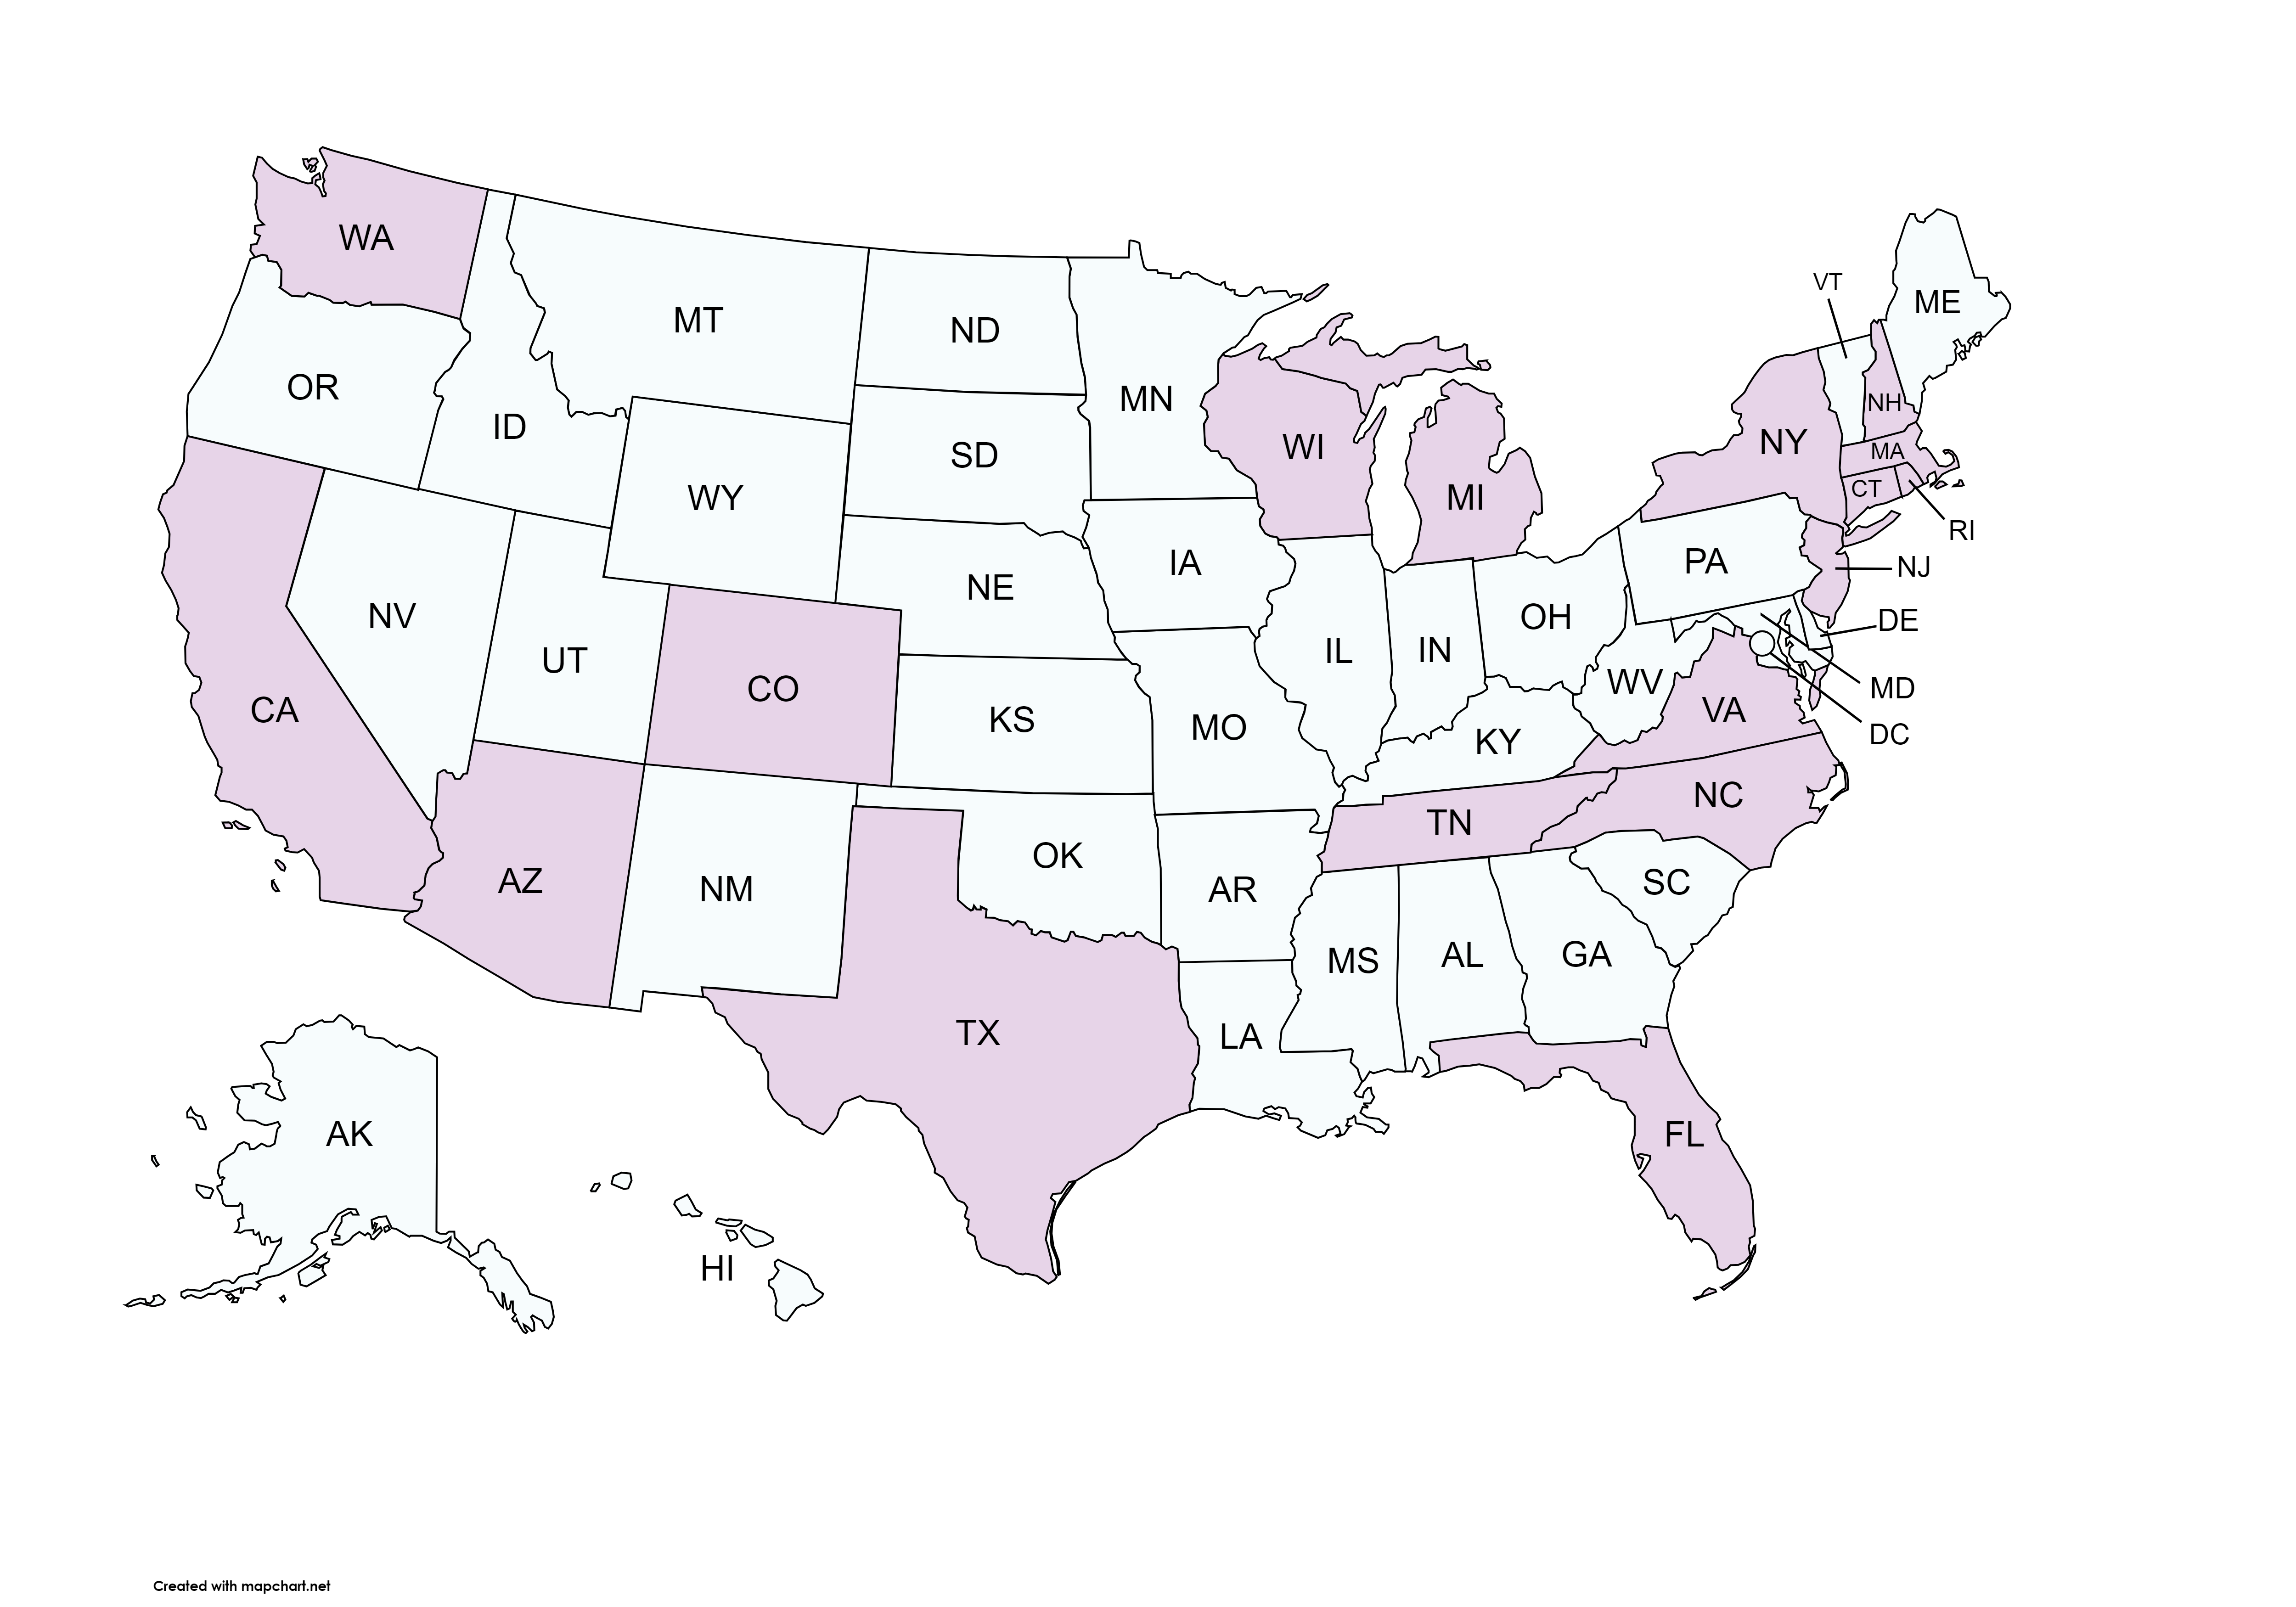 WA
MT
ND
MN
VT
ME
OR
ID
SD
WI
NH
NY
MA
WY
MI
CT
RI
IA
PA
NJ
NE
NV
OH
DE
UT
IL
IN
CO
WV
MD
CA
KS
MO
VA
DC
KY
NC
TN
OK
AZ
NM
AR
SC
MS
AL
GA
TX
LA
AK
FL
HI
Created with mapchart.net